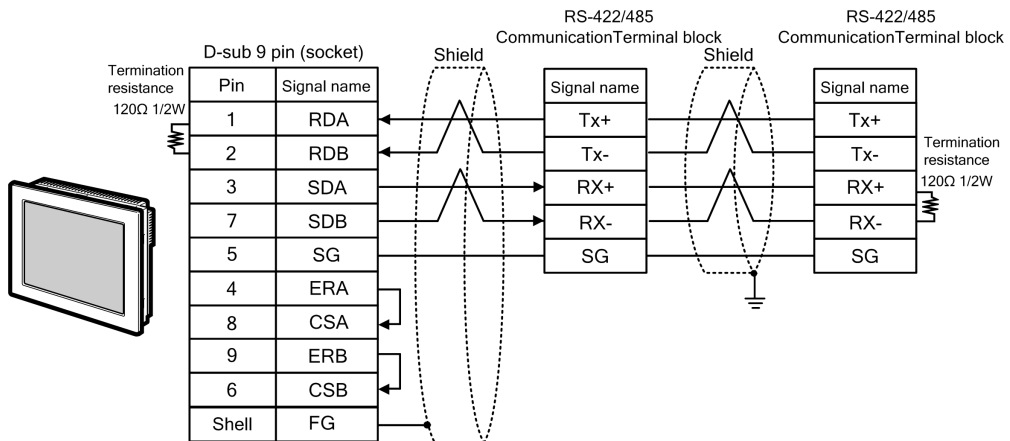 RS-422/485
CommunicationTerminal block
RS-422/485
CommunicationTerminal block
D-sub 9 pin (socket)
Shield
Shield
Termination
resistance
120Ω 1/2W
Pin Signal name
1 RDA
2 RDB
3 SDA
7 SDB
5 SG
4 ERA
8 CSA
9 ERB
6 CSB
Shell FG
Signal name
Tx+
Tx-
RX+
RX-
SG
Signal name
Tx+
Tx-
RX+
RX-
SG
Termination
resistance
120Ω 1/2W